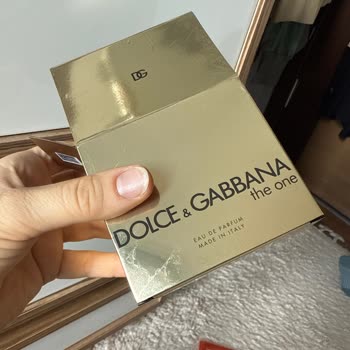 DG
DOLCE & GABBANA
the one
EAU DE PARFUM
MADE IN ITALY